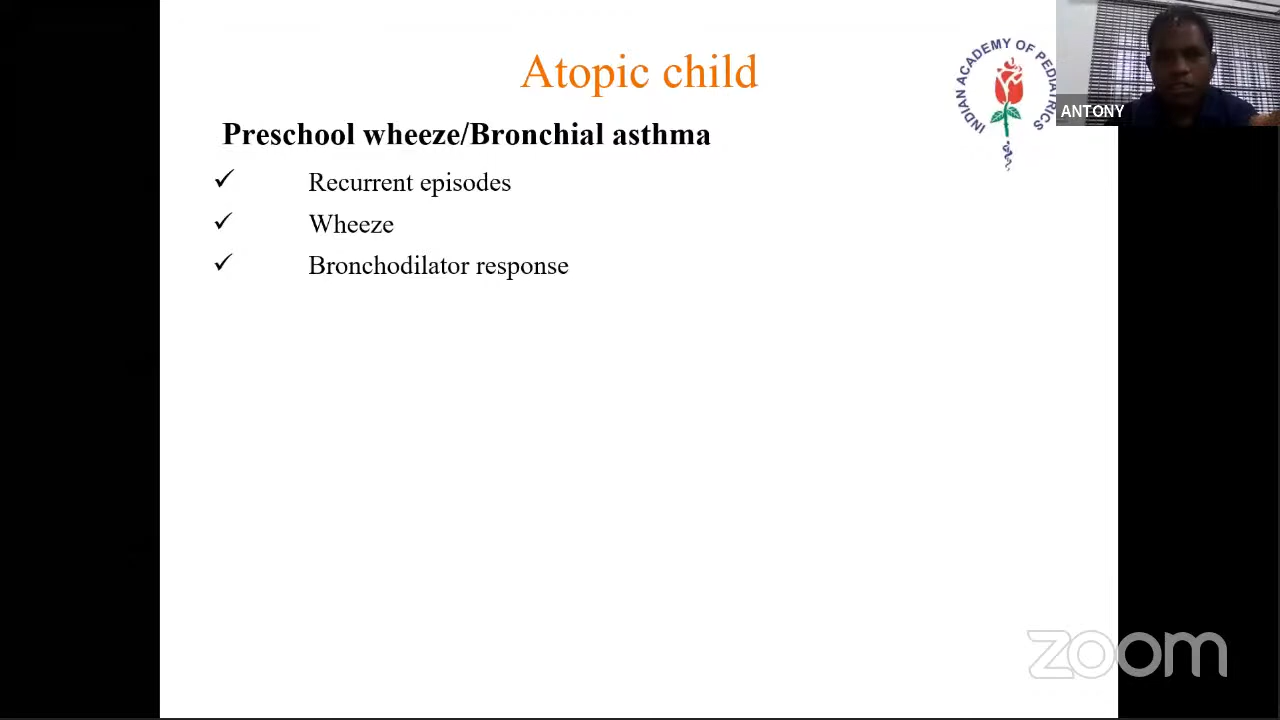 Atopic child
INDIAN ACADEMY OF PEDIATRICS
ANTONY
Preschool wheeze/Bronchial asthma
✓ Recurrent episodes
✓ Wheeze
✓ Bronchodilator response
zoom